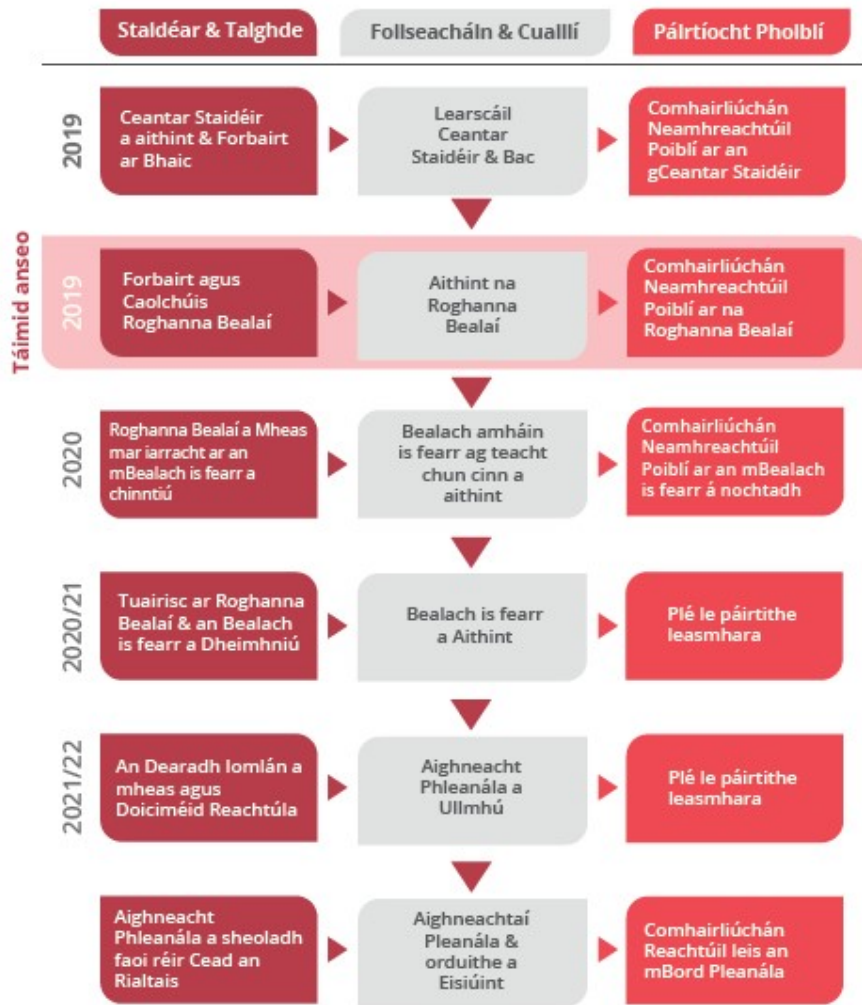 Staldéar & Talghde
Follseacháln & Cualllí
Páirtíocht Pholblí
2019
Ceantar Staidéir
a aithint & Forbairt
ar Bhaic
Learscáil
Ceantar
Staidéir & Bac
Comhairliúchán
Neamhreachtúil
Poiblí ar an
gCeantar Staidéir
Táimid anseo
2019
Forbairt agus
Caolchúis
Roghanna Bealaí
Aithint na
Roghanna
Bealaí
Comhairliúchán
Neamhreachtúil
Poiblí ar na
Roghanna Bealaí
2020
Roghanna Bealaí a Mheas
mar iarracht ar an
mBealach is fearr a
chinntiú
Bealach amháin
is fearr ag teacht
chun cinn a
aithint
Comhairliúchán
Neamhreachtúil
Poiblí ar an mBealach
is fearr á nochtadh
2020/21
Tuairisc ar Roghanna
Bealaí & an Bealach
is fearr a Dheimhniú
Bealach is fearr
a Aithint
Plé le páirtithe
leasmhara
2021/22
An Dearadh Iomlán a
mheas agus
Doiciméid Reachtúla
Aighneacht
Phleanála a
Ullmhú
Plé le páirtithe
leasmhara
Aighneacht
Phleanála a sheoladh
faoi réir Cead an
Rialtais
Aighneachtaí
Pleanála &
orduithe a
Eisiúint
Comhairliúchán
Reachtúil leis an
mBord Pleanála